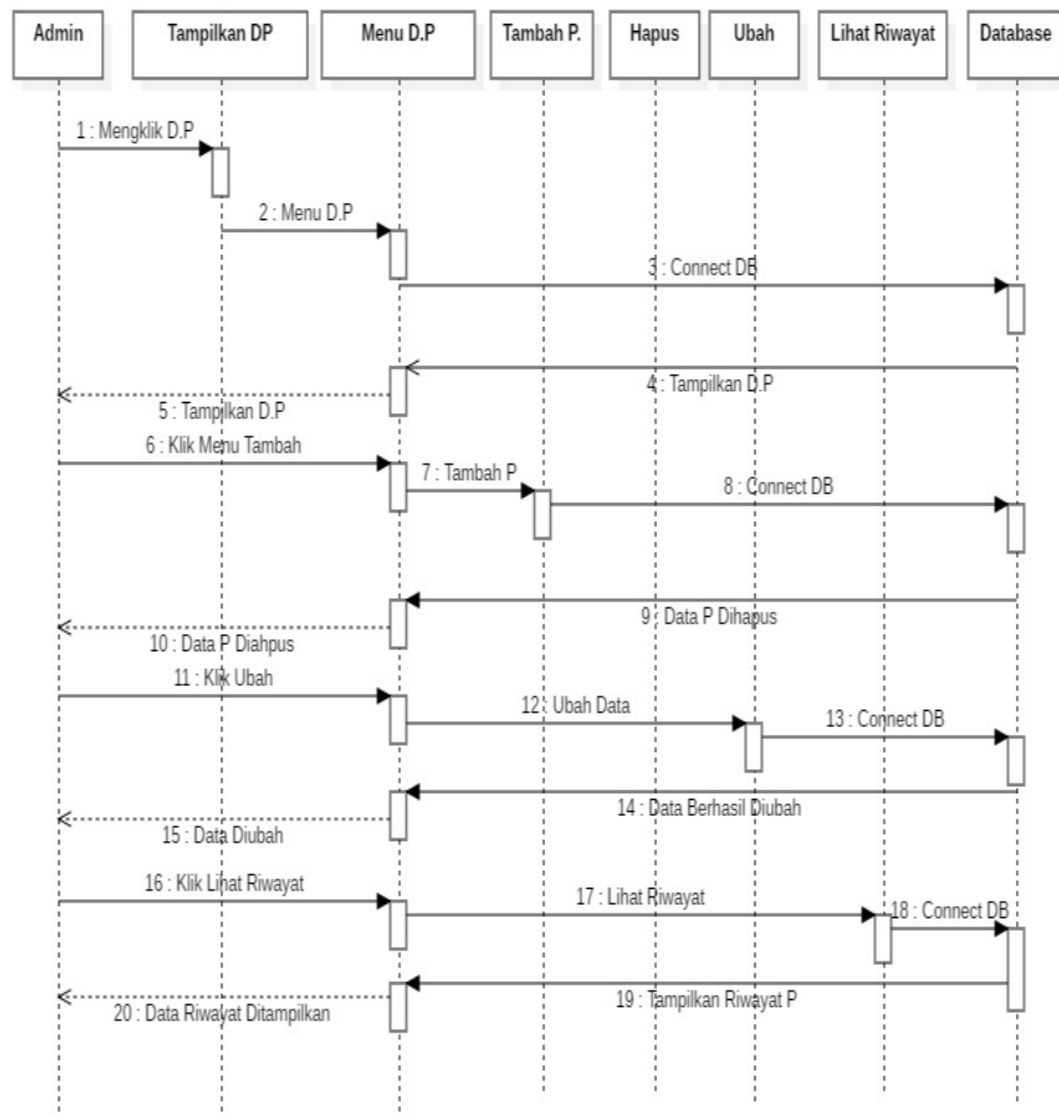 Admin
Tampilkan DP
Menu D.P
Tambah P.
Hapus
Ubah
Lihat Riwayat
Database
1 : Mengklik D.P
2 : Menu D.P
3 : Connect DB
4 : Tampilkan D.P
5 : Tampilkan D.P
6 : Klik Menu Tambah
7 : Tambah P
8 : Connect DB
9 : Data P Dihapus
10 : Data P Diahpus
11 : Klik Ubah
12 : Ubah Data
13 : Connect DB
14 : Data Berhasil Diubah
15 : Data Diubah
16 : Klik Lihat Riwayat
17 : Lihat Riwayat
18 : Connect DB
19 : Tampilkan Riwayat P
20 : Data Riwayat Ditampilkan